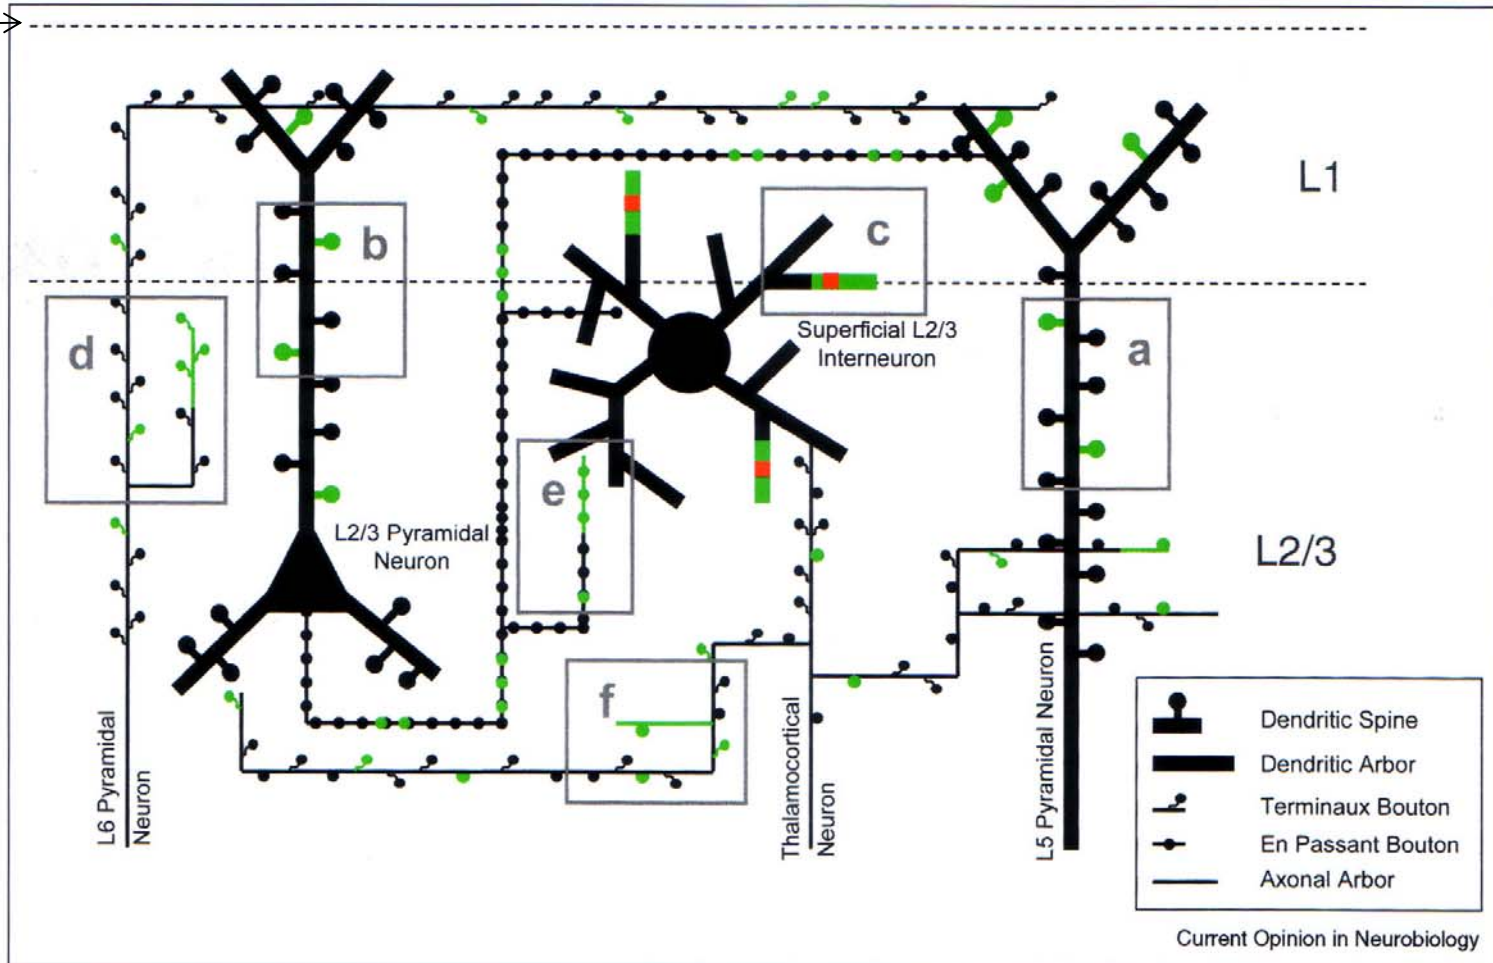 L1
b
c
d
Superficial L2/3
Interneuron
a
e
L2/3 Pyramidal
Neuron
L2/3
f
L6 Pyramidal
Neuron
Thalamocortical
Neuron
L5 Pyramidal Neuron
Dendritic Spine
Dendritic Arbor
Terminaux Bouton
En Passant Bouton
Axonal Arbor
Current Opinion in Neurobiology